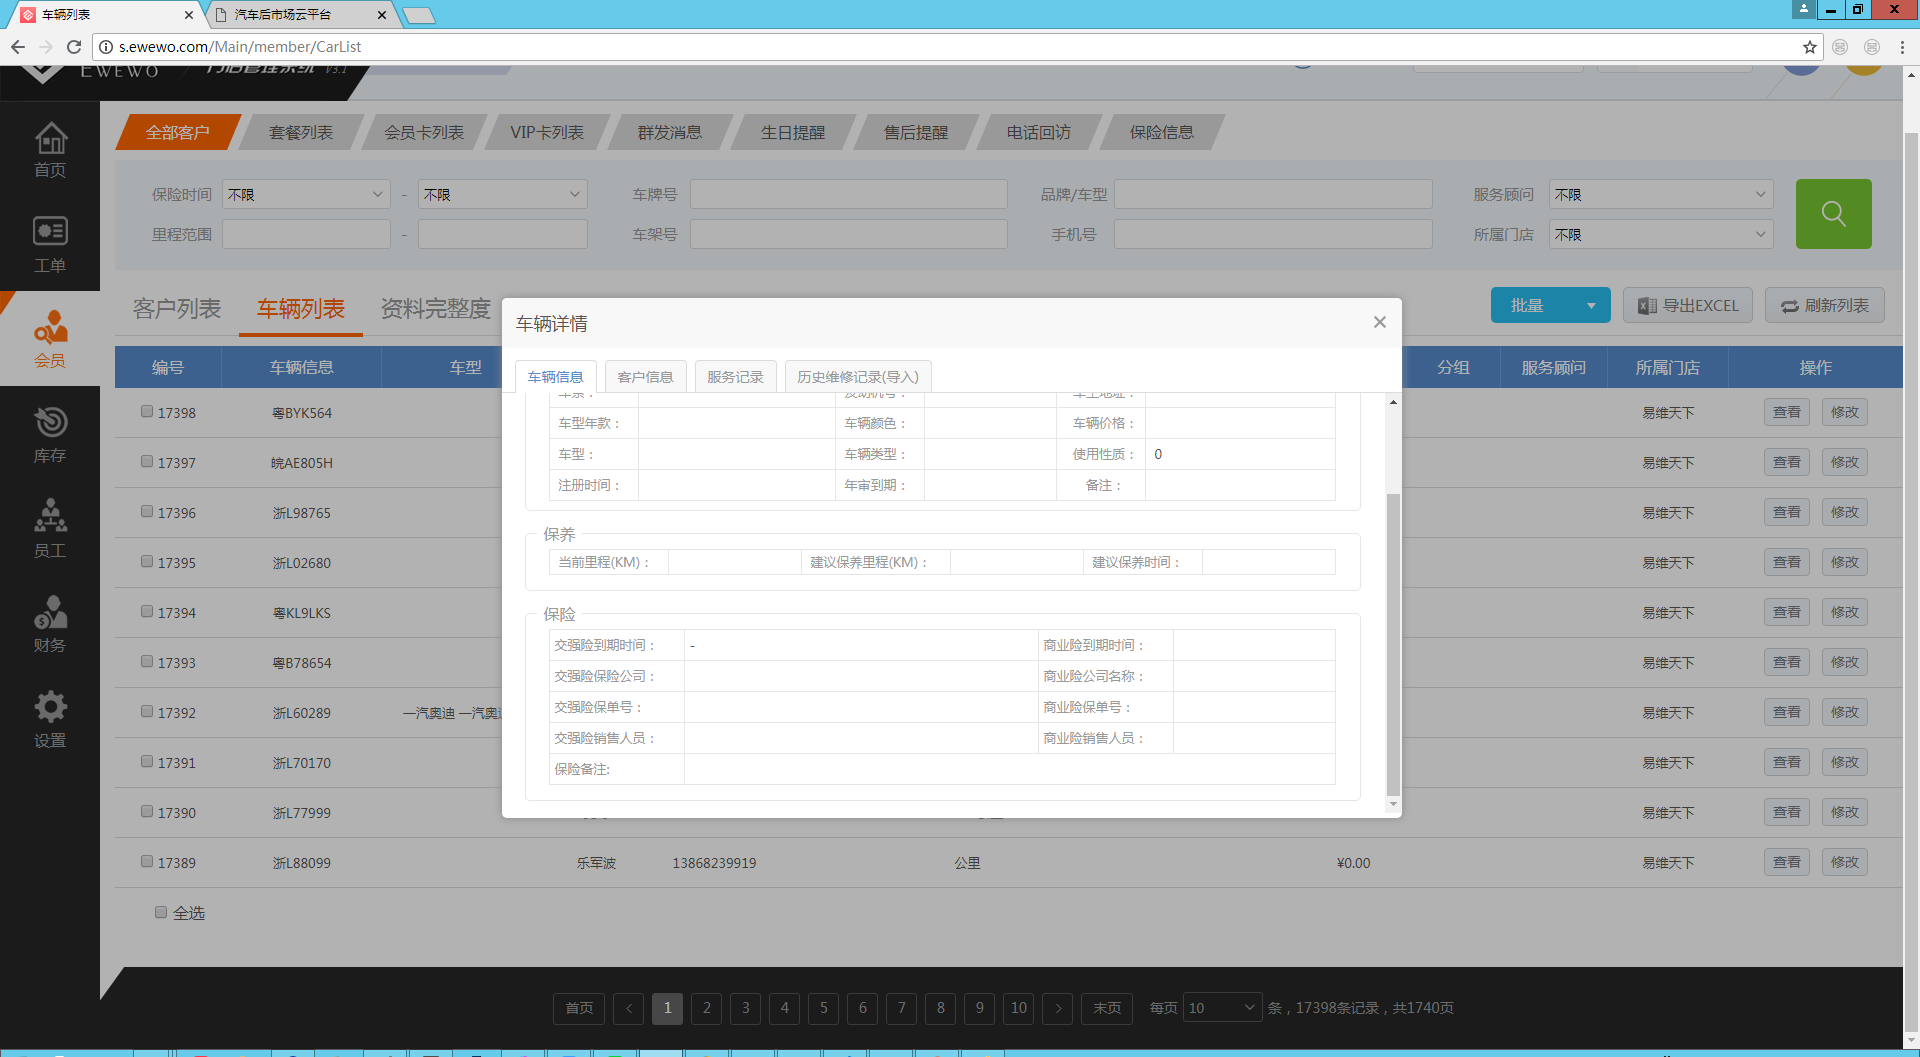 车辆列表
汽车后市场云平台
s.ewewo.com/Main/member/CarList
EWEWO 门店管理系统 V3.1
全部客户 套餐列表 会员卡列表 VIP卡列表 群发消息 生日提醒 售后提醒 电话回访 保险信息
首页
工单
会员
库存
员工
财务
设置
保险时间 不限 - 不限 车牌号 品牌/车型 服务顾问 不限
里程范围 - 车架号 手机号 所属门店 不限
客户列表 车辆列表 资料完整度
批量 导出EXCEL 刷新列表
编号 车辆信息 车型 分组 服务顾问 所属门店 操作
17398 粤BYK564 易维天下 查看 修改
17397 皖AE805H 易维天下 查看 修改
17396 浙L98765 易维天下 查看 修改
17395 浙L02680 易维天下 查看 修改
17394 粤KL9LKS 易维天下 查看 修改
17393 粤B78654 易维天下 查看 修改
17392 浙L60289 一汽奥迪 一汽奥迪 易维天下 查看 修改
17391 浙L70170 易维天下 查看 修改
17390 浙L77999 易维天下 查看 修改
17389 浙L88099 乐军波 13868239919 公里 ¥0.00 易维天下 查看 修改
全选
车辆详情
车辆信息 客户信息 服务记录 历史维修记录(导入)
车系： 发动机号： 车主地址：
车型年款： 车辆颜色： 车辆价格：
车型： 车辆类型： 使用性质： 0
注册时间： 年审到期： 备注：
保养
当前里程(KM)： 建议保养里程(KM)： 建议保养时间：
保险
交强险到期时间： - 商业险到期时间：
交强险保险公司： 商业险公司名称：
交强险保单号： 商业险保单号：
交强险销售人员： 商业险销售人员：
保险备注:
首页 < 1 2 3 4 5 6 7 8 9 10 > 末页 每页 10 条，17398条记录，共1740页